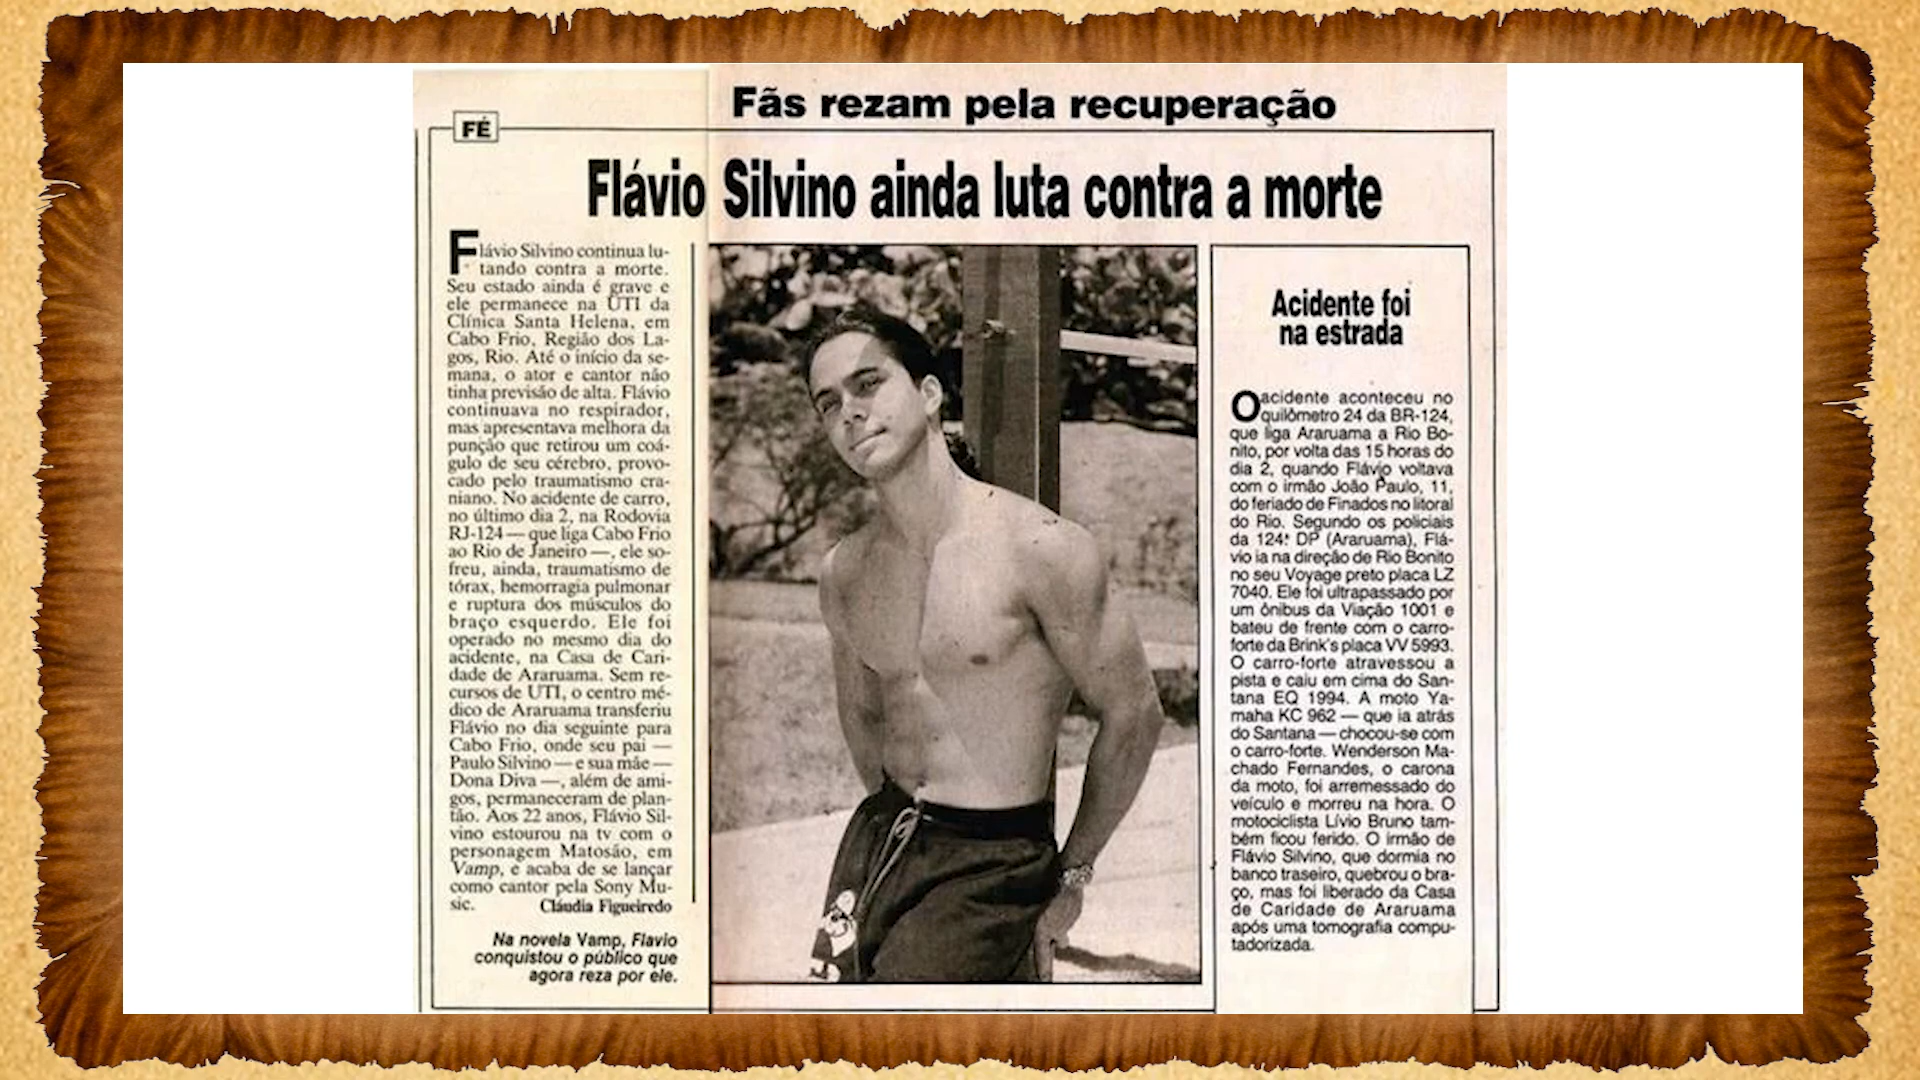 Fãs rezam pela recuperação
FÉ
Flávio Silvino ainda luta contra a morte
Flávio Silvino continua lu-
tando contra a morte.
Seu estado ainda é grave e
ele permanece na UTI da
Clínica Santa Helena, em
Cabo Frio, Região dos La-
gos, Rio. Até o início da se-
mana, o ator e cantor não
tinha previsão de alta. Flávio
continuava no respirador,
mas apresentava melhora da
punção que retirou um coá-
gulo de seu cérebro, provo-
cado pelo traumatismo cra-
niano. No acidente de carro,
no último dia 2, na Rodovia
RJ-124 — que liga Cabo Frio
ao Rio de Janeiro —, ele so-
freu, ainda, traumatismo de
tórax, hemorragia pulmonar
e ruptura dos músculos do
braço esquerdo. Ele foi
operado no mesmo dia do
acidente, na Casa de Cari-
dade de Araruama. Sem re-
cursos de UTI, o centro mé-
dico de Araruama transferiu
Flávio no dia seguinte para
Cabo Frio, onde seu pai —
Paulo Silvino — e sua mãe —
Dona Diva —, além de ami-
gos, permaneceram de plan-
tão. Aos 22 anos, Flávio Sil-
vino estourou na tv com o
personagem Matosão, em
Vamp, e acaba de se lançar
como cantor pela Sony Mu-
sic. Cláudia Figueiredo
Na novela Vamp, Flavio
conquistou o público que
agora reza por ele.
Acidente foi
na estrada
O acidente aconteceu no
quilômetro 24 da BR-124,
que liga Araruama a Rio Bo-
nito, por volta das 15 horas do
dia 2, quando Flávio voltava
com o irmão João Paulo, 11,
do feriado de Finados no litoral
do Rio. Segundo os policiais
da 124ª DP (Araruama), Flá-
vio ia na direção de Rio Bonito
no seu Voyage preto placa LZ
7040. Ele foi ultrapassado por
um ônibus da Viação 1001 e
bateu de frente com o carro-
forte da Brink's placa VV 5993.
O carro-forte atravessou a
pista e caiu em cima do San-
tana EQ 1994. A moto Ya-
maha KC 962 — que ia atrás
do Santana — chocou-se com
o carro-forte. Wenderson Ma-
chado Fernandes, o carona
da moto, foi arremessado do
veículo e morreu na hora. O
motociclista Lívio Bruno tam-
bém ficou ferido. O irmão de
Flávio Silvino, que dormia no
banco traseiro, quebrou o bra-
ço, mas foi liberado da Casa
de Caridade de Araruama
após uma tomografia compu-
tadorizada.